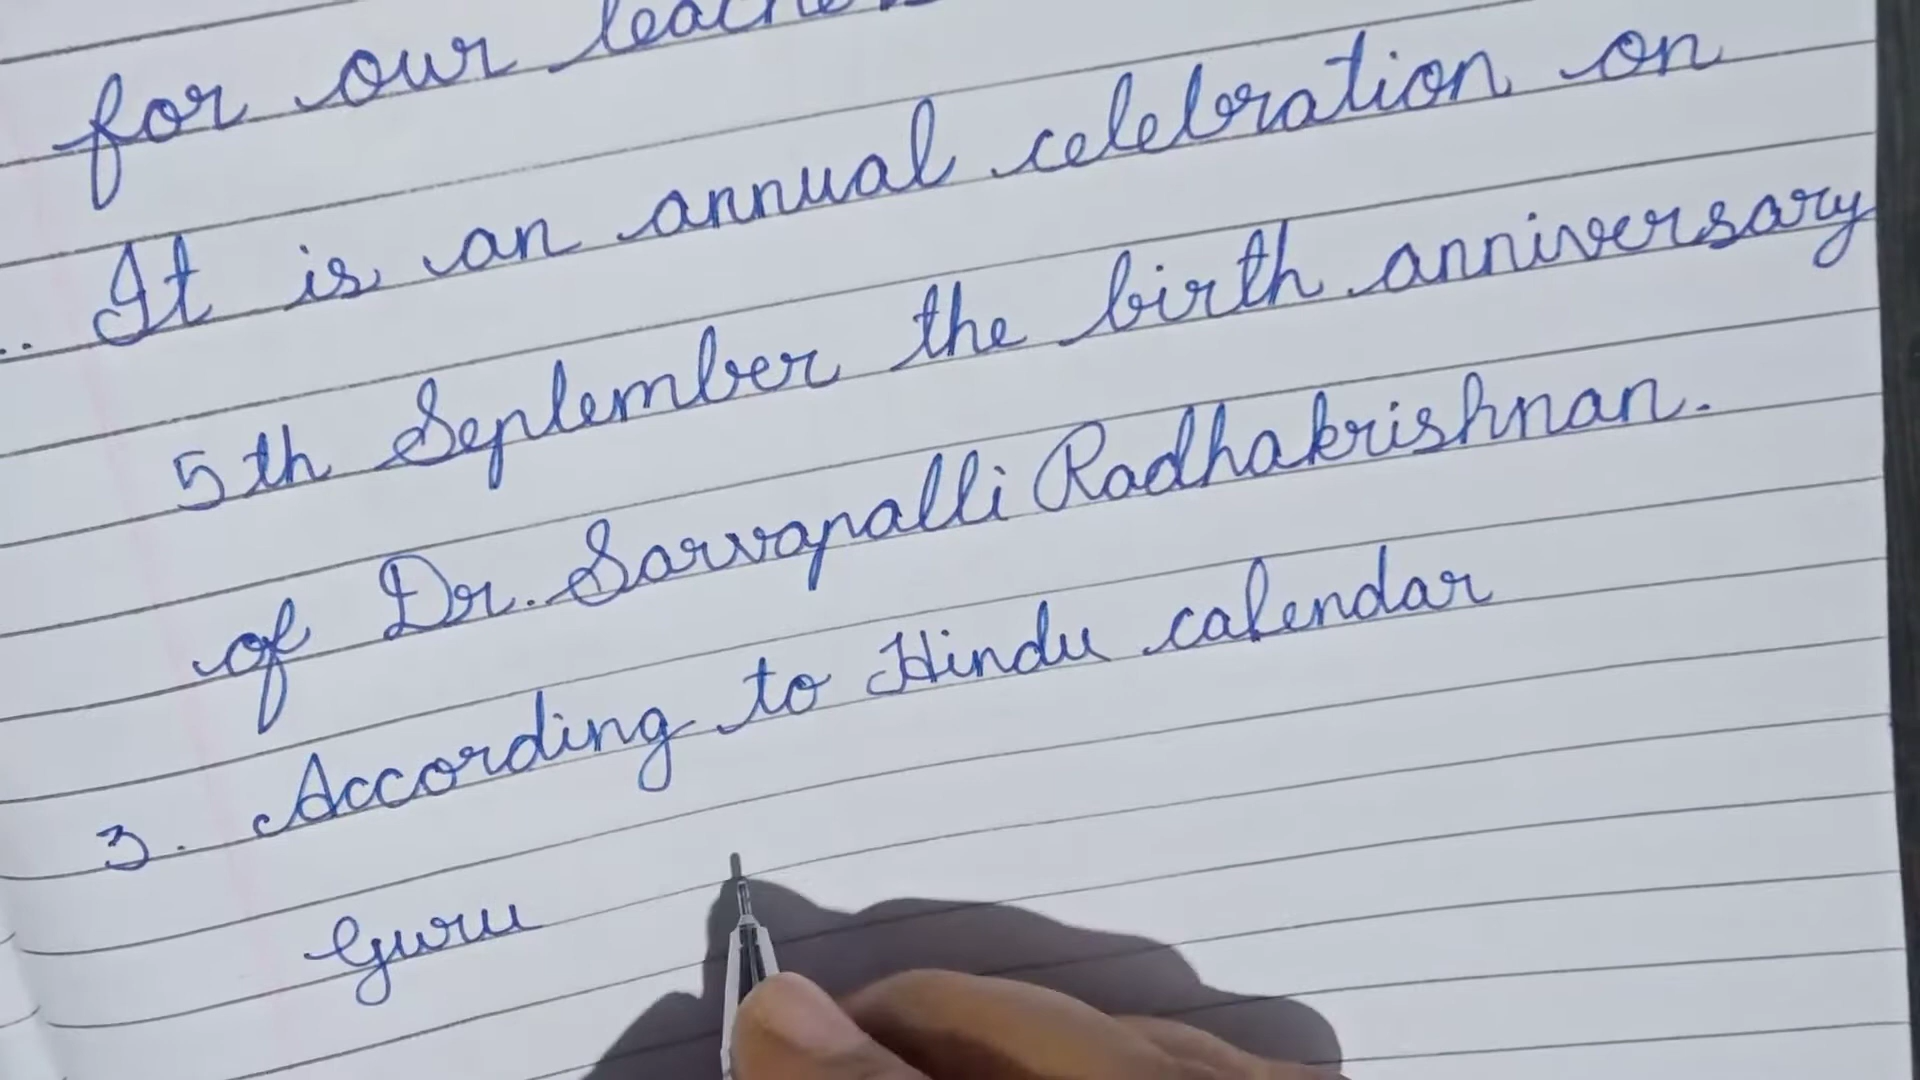 for our
.. It is an annual celebration on
5th September the birth anniversary
of Dr. Sarvapalli Radhakrishnan.
3. According to Hindu calendar
Guru